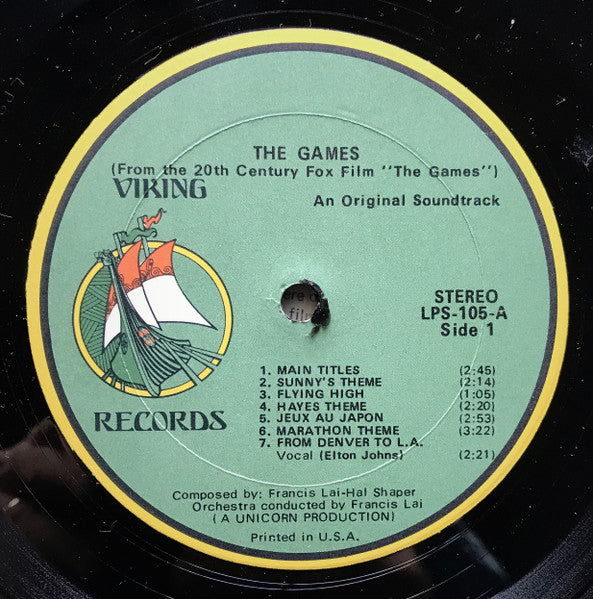 THE GAMES
(From the 20th Century Fox Film "The Games")
VIKING
An Original Soundtrack
STEREO
LPS-105-A
Side 1
1. MAIN TITLES (2:45)
2. SUNNY'S THEME (2:14)
3. FLYING HIGH (1:05)
4. HAYES THEME (2:20)
5. JEUX AU JAPON (2:53)
6. MARATHON THEME (3:22)
7. FROM DENVER TO L.A.
Vocal (Elton Johns) (2:21)
RECORDS
Composed by: Francis Lai-Hal Shaper
Orchestra conducted by Francis Lai
(A UNICORN PRODUCTION)
Printed in U.S.A.